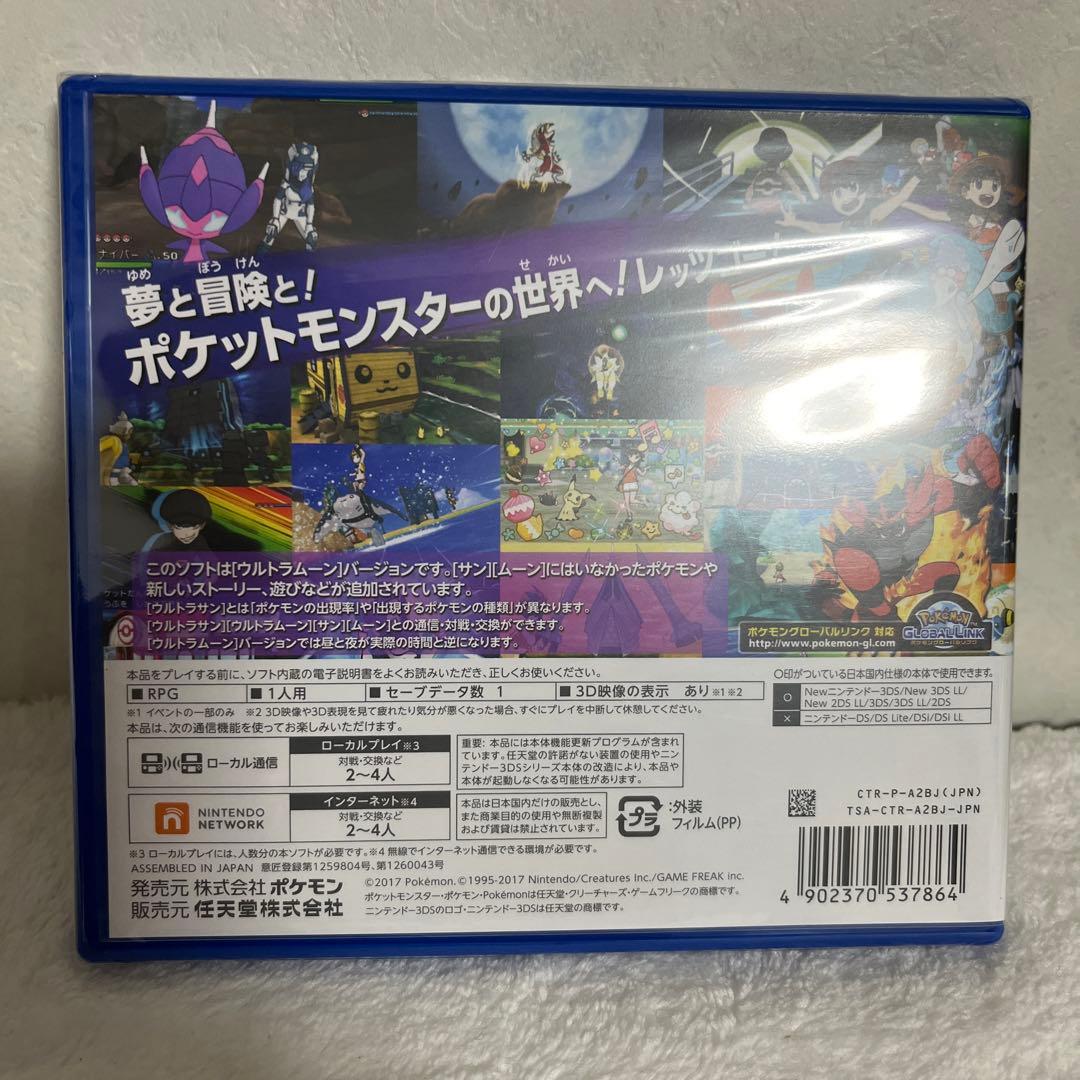 ナイバー
.50
ゆめ ぼうけん
夢と冒険と!
せかい
ポケットモンスターの世界へ!レッツ
このソフトは[ウルトラムーン]バージョンです。[サン][ムーン]にはいなかったポケモンや
新しいストーリー、遊びなどが追加されています。
[ウルトラサン]とは「ポケモンの出現率」や「出現するポケモンの種類」が異なります。
[ウルトラサン][ウルトラムーン][サン][ムーン]との通信・対戦・交換ができます。
[ウルトラムーン]バージョンでは昼と夜が実際の時間と逆になります。
ポケモングローバルリンク 対応
http://www.pokemon-gl.com
POKÉMON
GLOBAL LINK
ポケモングローバルリンク
本品をプレイする前に、ソフト内蔵の電子説明書をよくお読みいただき、正しくお使いください。
■RPG ■1人用 ■セーブデータ数 1 ■3D映像の表示 あり※1※2
※1 イベントの一部のみ ※2 3D映像や3D表現を見て疲れたり気分が悪くなった場合、すぐにプレイを中断して休憩してください。
本品は、次の通信機能を使ってお楽しみいただけます。
○印がついている日本国内仕様の本体で使用できます。
○ Newニンテンドー3DS/New 3DS LL/
New 2DS LL/3DS/3DS LL/2DS
× ニンテンドーDS/DS Lite/DSi/DSi LL
ローカル通信
ローカルプレイ※3
対戦・交換など
2〜4人
重要: 本品には本体機能更新プログラムが含まれ
ています。任天堂の許諾がない装置の使用やニン
テンドー3DSシリーズ本体の改造により、本品や
本体が起動しなくなる可能性があります。
NINTENDO
NETWORK
インターネット※4
対戦・交換など
2〜4人
本品は日本国内だけの販売とし、
また商業目的の使用や無断複製
および賃貸は禁止されています。
プラ
:外装
フィルム(PP)
CTR-P-A2BJ(JPN)
TSA-CTR-A2BJ-JPN
※3 ローカルプレイには、人数分の本ソフトが必要です。※4 無線でインターネット通信できる環境が必要です。
ASSEMBLED IN JAPAN 意匠登録第1259804号、第1260043号
発売元 株式会社ポケモン
販売元 任天堂株式会社
©2017 Pokémon. ©1995-2017 Nintendo/Creatures Inc./GAME FREAK inc.
ポケットモンスター・ポケモン・Pokémonは任天堂・クリーチャーズ・ゲームフリークの商標です。
ニンテンドー3DSのロゴ・ニンテンドー3DSは任天堂の商標です。
4 902370 537864